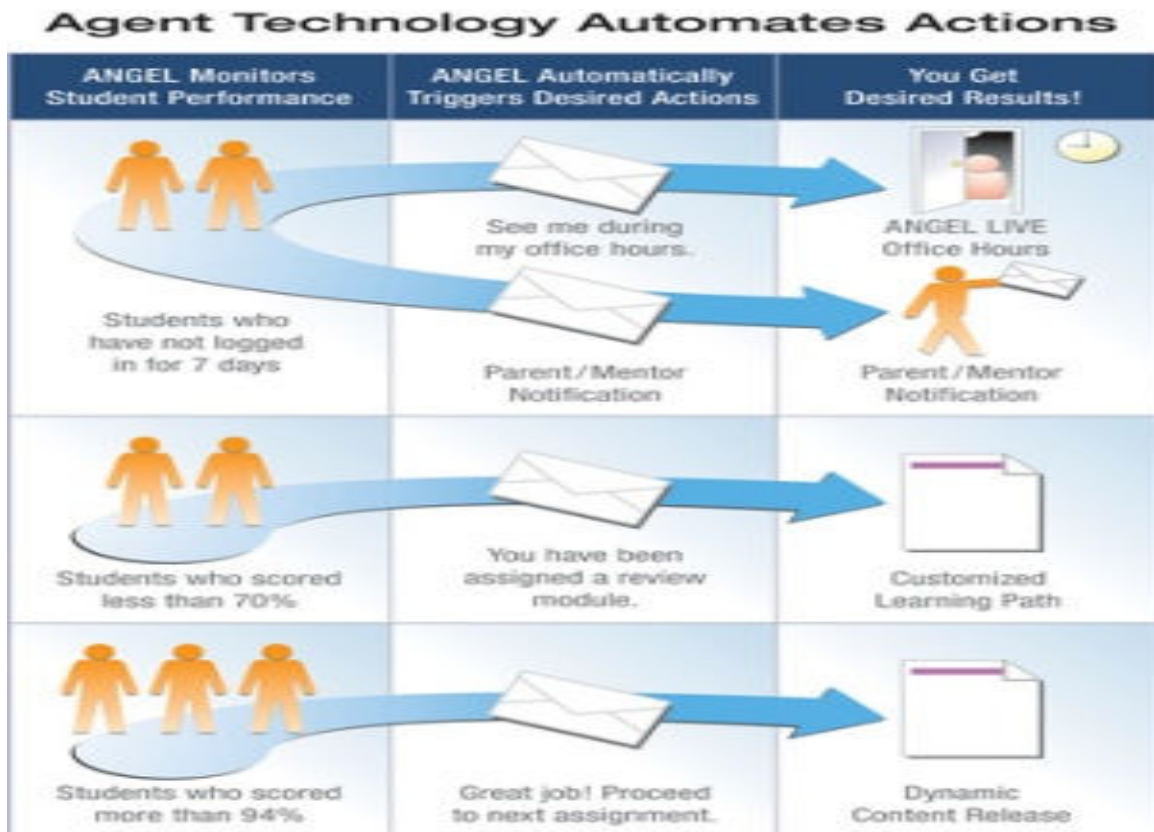 Agent Technology Automates Actions
ANGEL Monitors
Student Performance
ANGEL Automatically
Triggers Desired Actions
You Get
Desired Results!
Students who
have not logged
in for 7 days
See me during
my office hours.
ANGEL LIVE
Office Hours
Parent/Mentor
Notification
Parent/Mentor
Notification
Students who scored
less than 70%
You have been
assigned a review
module.
Customized
Learning Path
Students who scored
more than 94%
Great job! Proceed
to next assignment.
Dynamic
Content Release